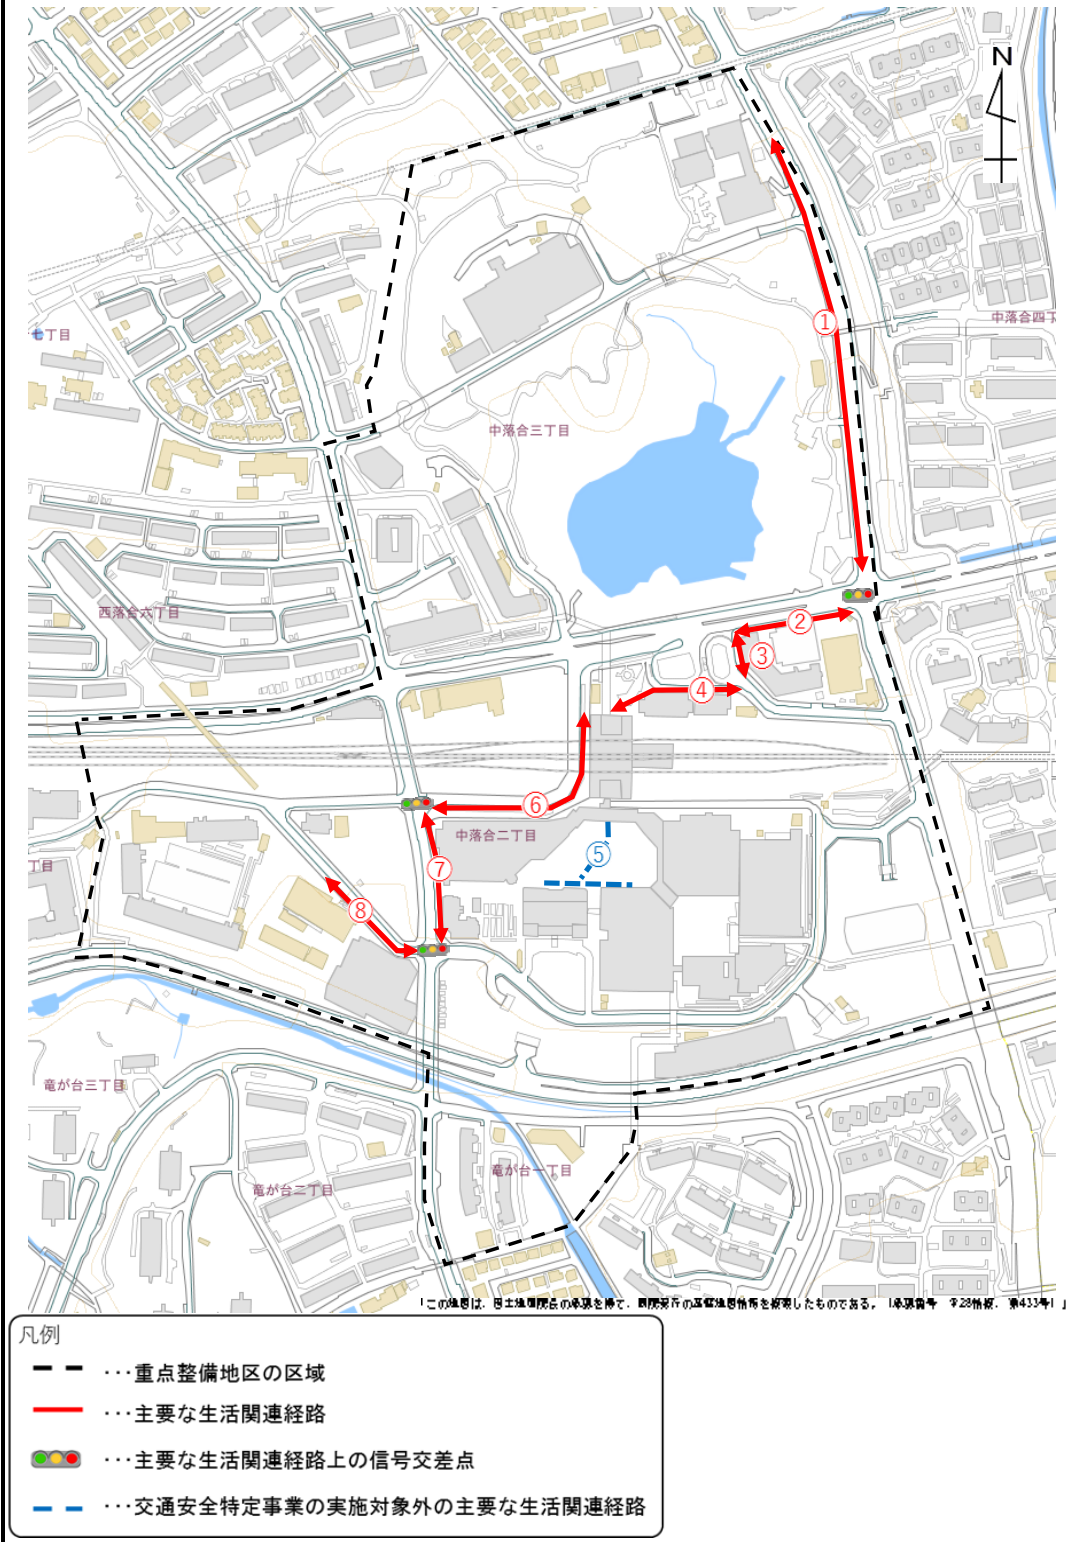 N
中落合四丁
①
七丁目
中落合三丁目
西落合六丁目
②
③
④
⑥
中落合二丁目
⑤
丁目
⑦
⑧
竜が台三丁目
竜が台一丁目
竜が台二丁目
凡例
･･･重点整備地区の区域
･･･主要な生活関連経路
･･･主要な生活関連経路上の信号交差点
･･･交通安全特定事業の実施対象外の主要な生活関連経路